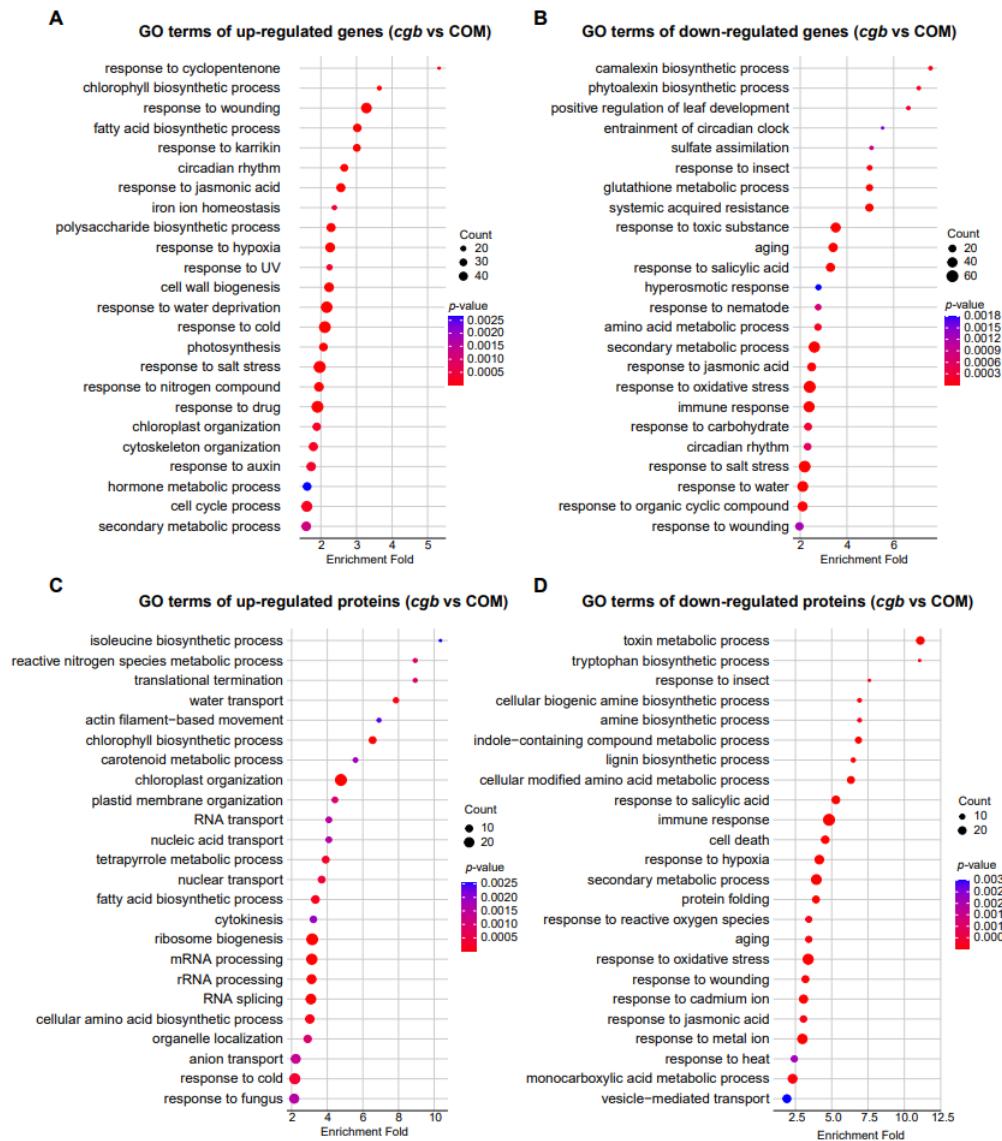 A
GO terms of up-regulated genes (cgb vs COM)
response to cyclopentenone
chlorophyll biosynthetic process
response to wounding
fatty acid biosynthetic process
response to karrikin
circadian rhythm
response to jasmonic acid
iron ion homeostasis
polysaccharide biosynthetic process
response to hypoxia
response to UV
cell wall biogenesis
response to water deprivation
response to cold
photosynthesis
response to salt stress
response to nitrogen compound
response to drug
chloroplast organization
cytoskeleton organization
response to auxin
hormone metabolic process
cell cycle process
secondary metabolic process
2 3 4 5
Enrichment Fold
Count
20
30
40
p-value
0.0025
0.0020
0.0015
0.0010
0.0005
B
GO terms of down-regulated genes (cgb vs COM)
camalexin biosynthetic process
phytoalexin biosynthetic process
positive regulation of leaf development
entrainment of circadian clock
sulfate assimilation
response to insect
glutathione metabolic process
systemic acquired resistance
response to toxic substance
aging
response to salicylic acid
hyperosmotic response
response to nematode
amino acid metabolic process
secondary metabolic process
response to jasmonic acid
response to oxidative stress
immune response
response to carbohydrate
circadian rhythm
response to salt stress
response to water
response to organic cyclic compound
response to wounding
2 4 6
Enrichment Fold
Count
20
40
60
p-value
0.0018
0.0015
0.0012
0.0009
0.0006
0.0003
C
GO terms of up-regulated proteins (cgb vs COM)
isoleucine biosynthetic process
reactive nitrogen species metabolic process
translational termination
water transport
actin filament-based movement
chlorophyll biosynthetic process
carotenoid metabolic process
chloroplast organization
plastid membrane organization
RNA transport
nucleic acid transport
tetrapyrrole metabolic process
nuclear transport
fatty acid biosynthetic process
cytokinesis
ribosome biogenesis
mRNA processing
rRNA processing
RNA splicing
cellular amino acid biosynthetic process
organelle localization
anion transport
response to cold
response to fungus
2 4 6 8 10
Enrichment Fold
Count
10
20
p-value
0.0025
0.0020
0.0015
0.0010
0.0005
D
GO terms of down-regulated proteins (cgb vs COM)
toxin metabolic process
tryptophan biosynthetic process
response to insect
cellular biogenic amine biosynthetic process
amine biosynthetic process
indole-containing compound metabolic process
lignin biosynthetic process
cellular modified amino acid metabolic process
response to salicylic acid
immune response
cell death
response to hypoxia
secondary metabolic process
protein folding
response to reactive oxygen species
aging
response to oxidative stress
response to wounding
response to cadmium ion
response to jasmonic acid
response to metal ion
response to heat
monocarboxylic acid metabolic process
vesicle-mediated transport
2.5 5.0 7.5 10.0 12.5
Enrichment Fold
Count
10
20
p-value
0.003
0.002
0.001
0.000